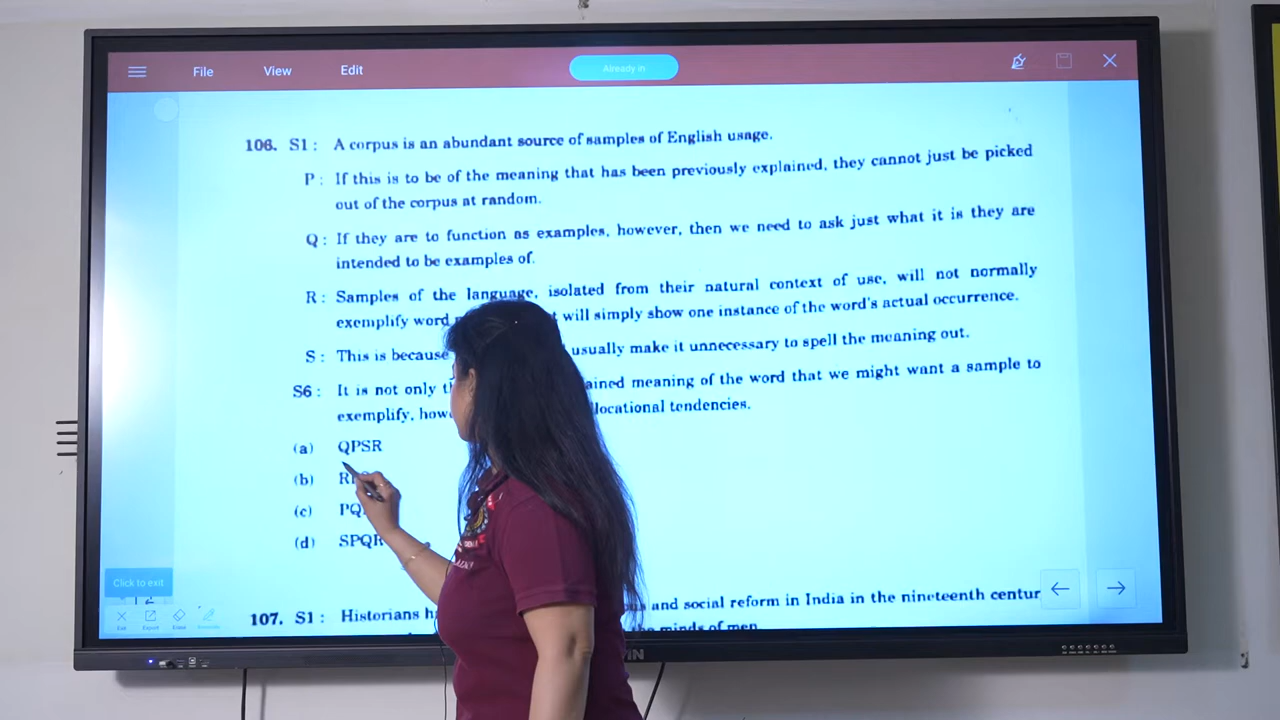 File View Edit Already in
106. S1 : A corpus is an abundant source of samples of English usage.
P : If this is to be of the meaning that has been previously explained, they cannot just be picked
out of the corpus at random.
Q : If they are to function as examples, however, then we need to ask just what it is they are
intended to be examples of.
R : Samples of the language, isolated from their natural context of use, will not normally
exemplify word will simply show one instance of the word's actual occurrence.
S : This is because usually make it unnecessary to spell the meaning out.
S6 : It is not only meaning of the word that we might want a sample to
exemplify, tendencies.
(a) QPSR
(b)
(c)
(d) SPQR
Click to exit
Exit Export Erase Annotate
107. S1 : Historians and social reform in India in the nineteenth centur
minds of men